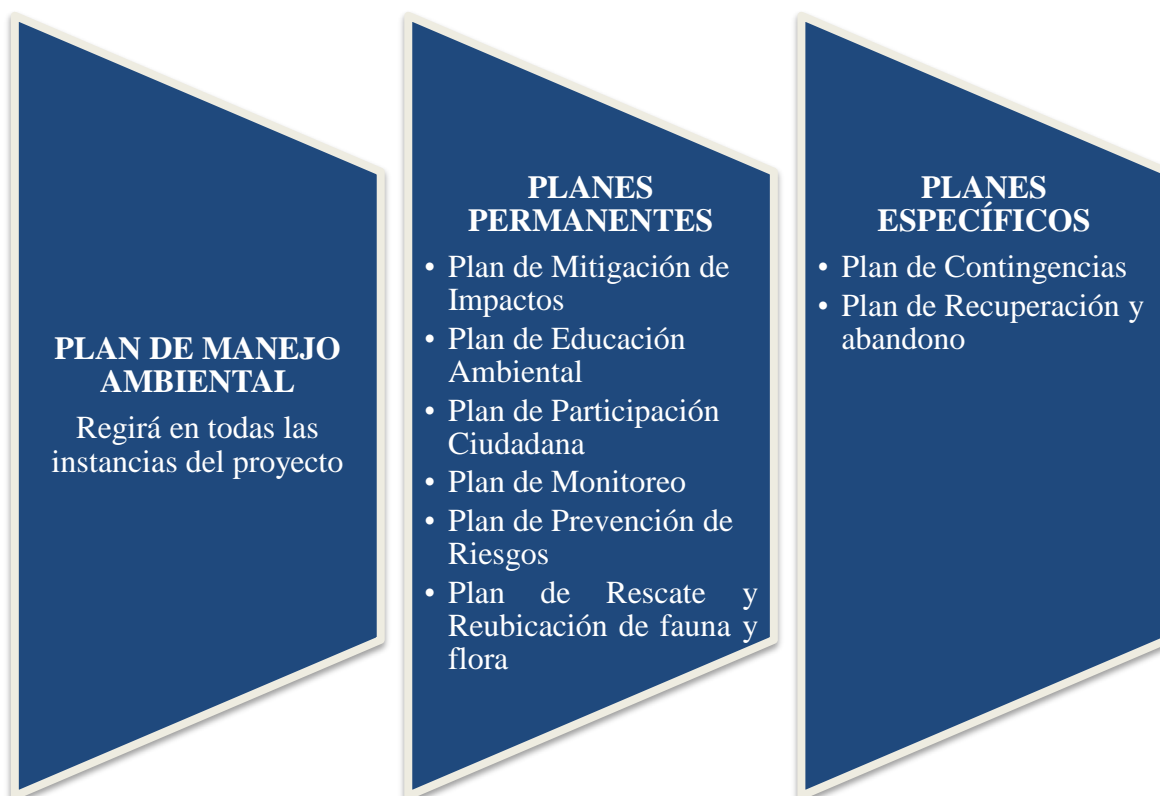 PLAN DE MANEJO
AMBIENTAL
Regirá en todas las
instancias del proyecto
PLANES
PERMANENTES
• Plan de Mitigación de
Impactos
• Plan de Educación
Ambiental
• Plan de Participación
Ciudadana
• Plan de Monitoreo
• Plan de Prevención de
Riesgos
• Plan de Rescate y
Reubicación de fauna y
flora
PLANES
ESPECÍFICOS
• Plan de Contingencias
• Plan de Recuperación y
abandono